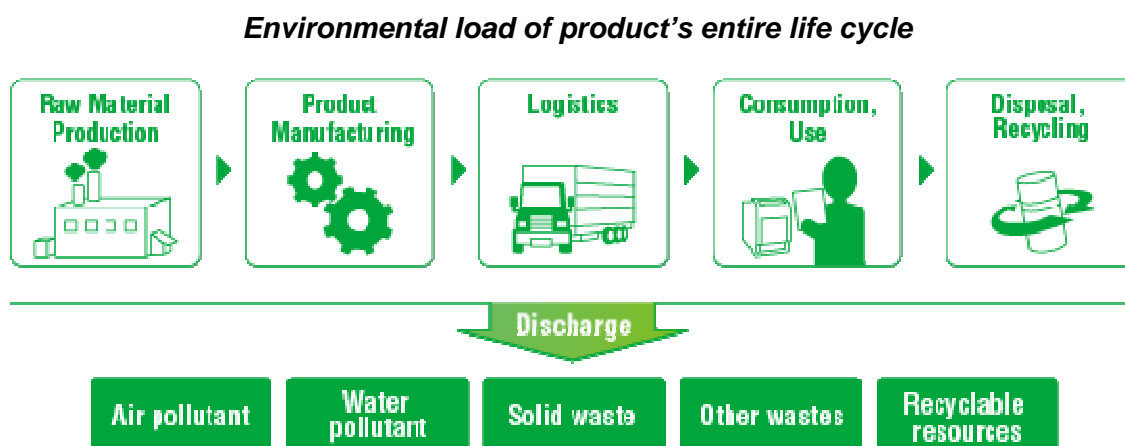 Environmental load of product's entire life cycle
Raw Material
Production
Product
Manufacturing
Logistics
Consumption,
Use
Disposal,
Recycling
Discharge
Air pollutant
Water
pollutant
Solid waste
Other wastes
Recyclable
resources